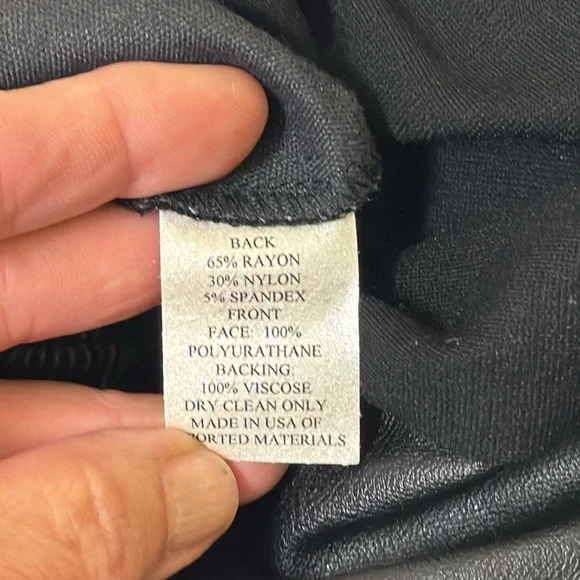 BACK
65% RAYON
30% NYLON
5% SPANDEX
FRONT
FACE: 100%
POLYURATHANE
BACKING:
100% VISCOSE
DRY CLEAN ONLY
MADE IN USA OF
PORTED MATERIALS